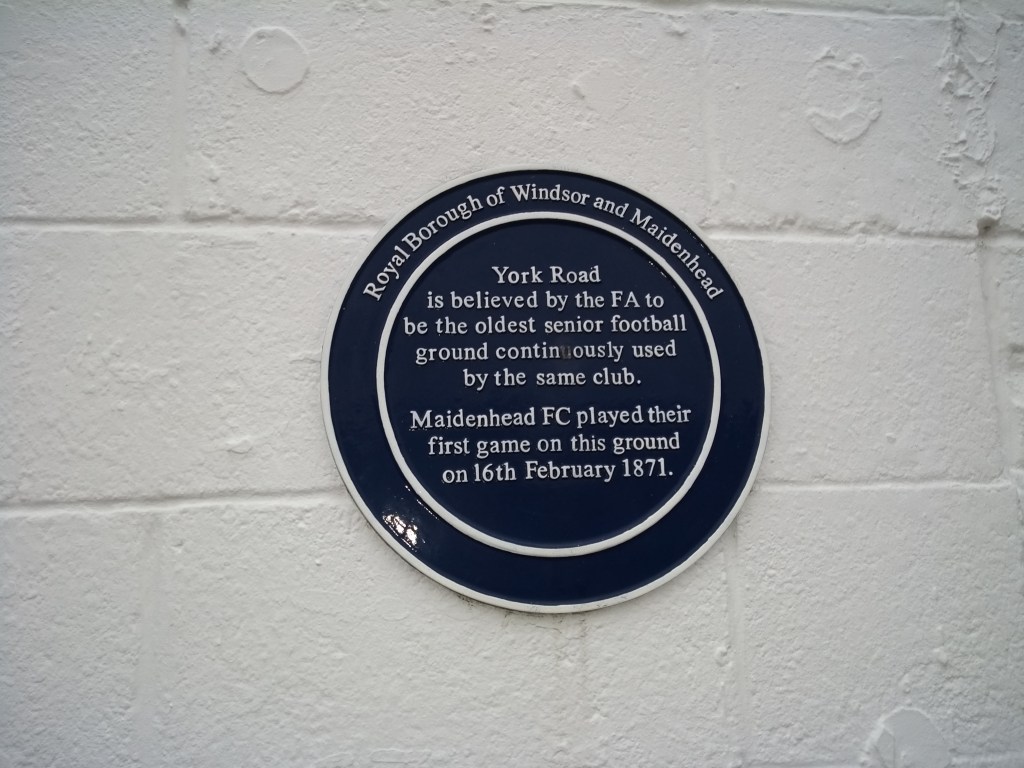 Royal Borough of Windsor and Maidenhead
York Road
is believed by the FA to
be the oldest senior football
ground continuously used
by the same club.
Maidenhead FC played their
first game on this ground
on 16th February 1871.